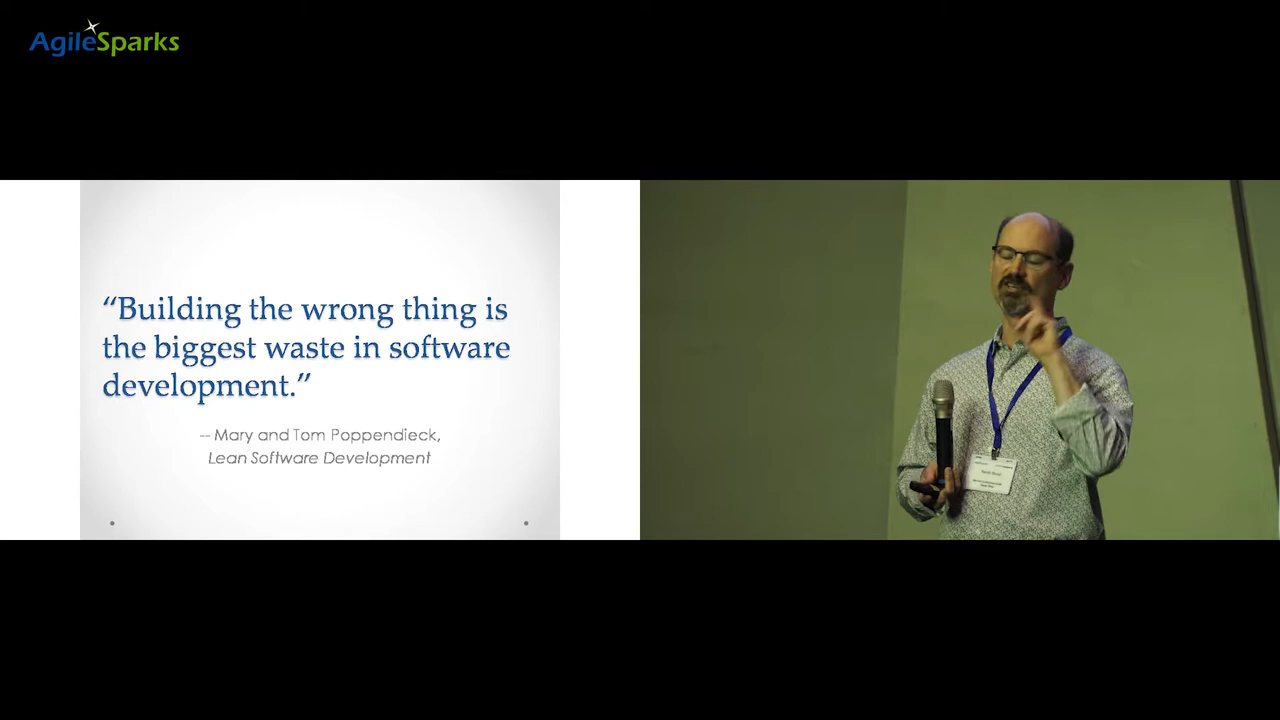 AgileSparks
“Building the wrong thing is
the biggest waste in software
development.”
-- Mary and Tom Poppendieck,
Lean Software Development